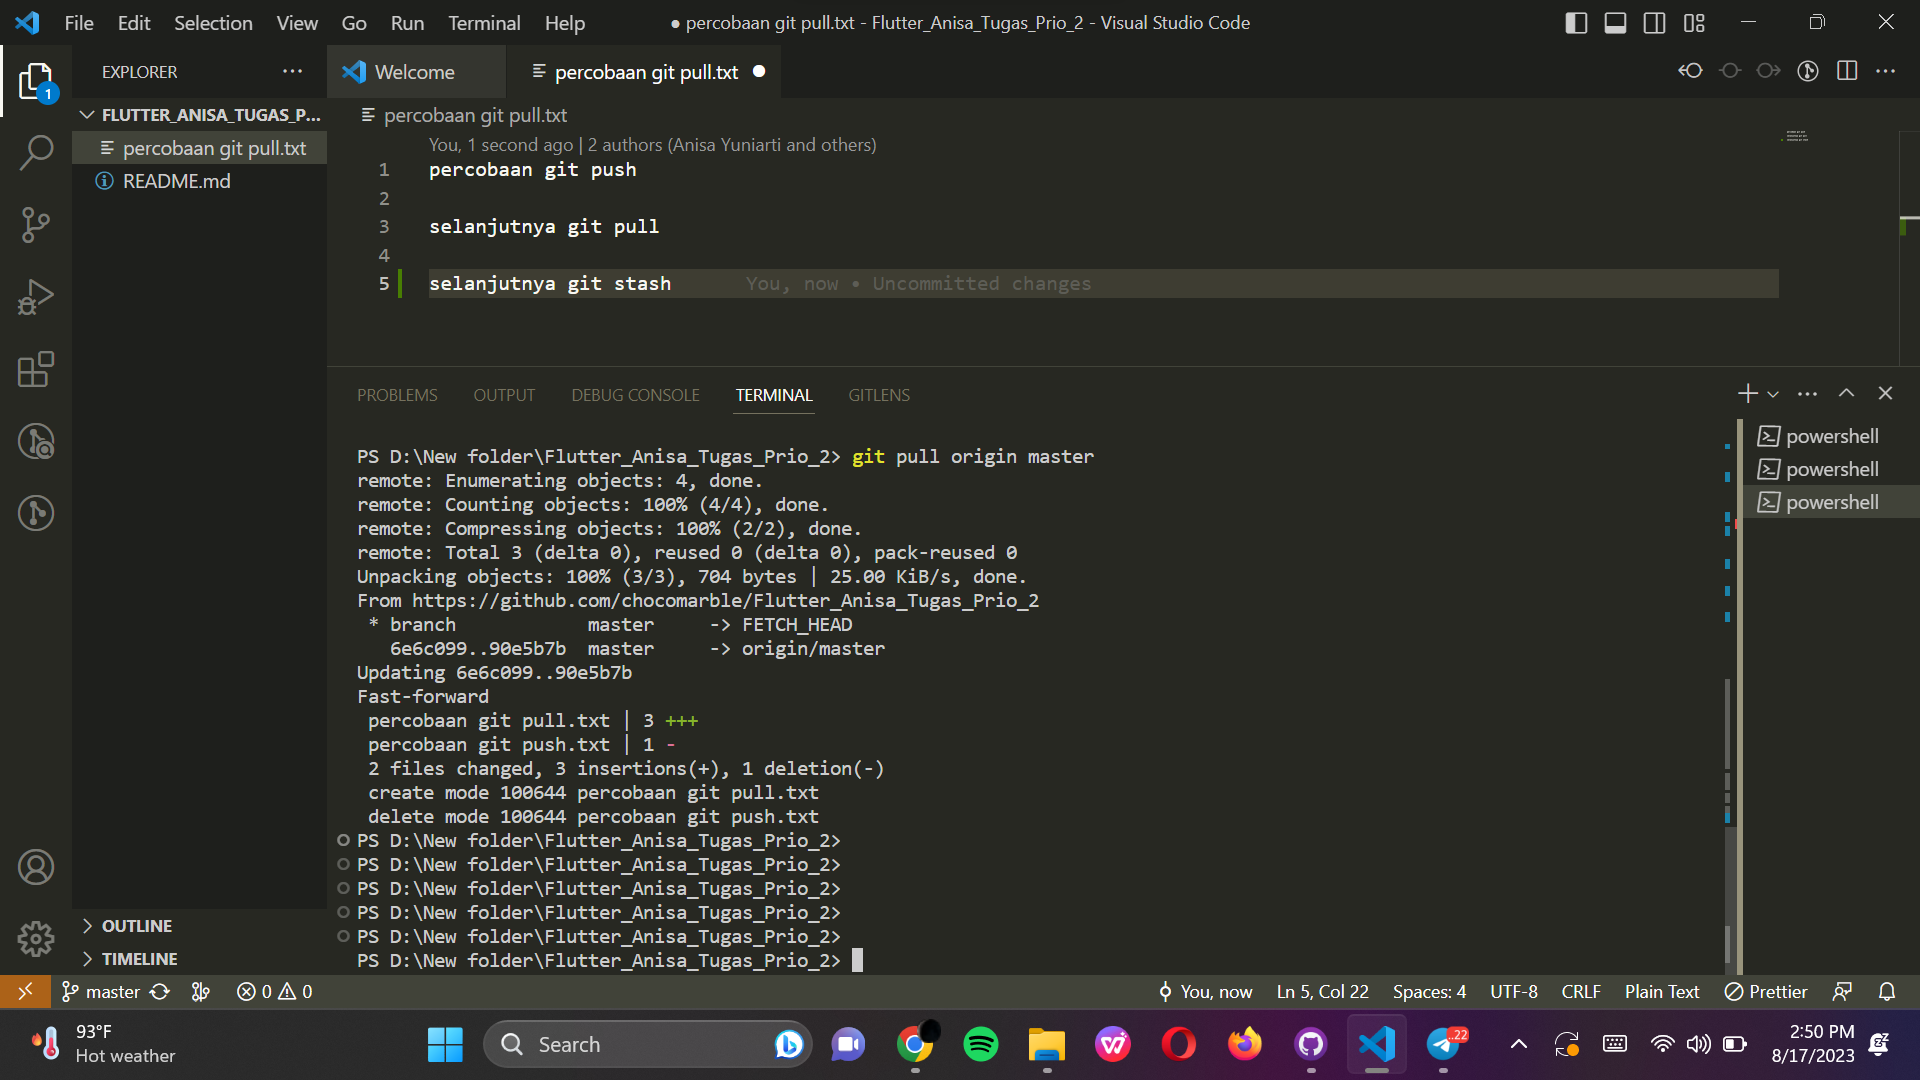 File Edit Selection View Go Run Terminal Help
● percobaan git pull.txt - Flutter_Anisa_Tugas_Prio_2 - Visual Studio Code
EXPLORER
Welcome
percobaan git pull.txt
1
FLUTTER_ANISA_TUGAS_P...
percobaan git pull.txt
README.md
percobaan git pull.txt
You, 1 second ago | 2 authors (Anisa Yuniarti and others)
1 percobaan git push
2
3 selanjutnya git pull
4
5 selanjutnya git stash You, now • Uncommitted changes
PROBLEMS OUTPUT DEBUG CONSOLE TERMINAL GITLENS
powershell
powershell
powershell
PS D:\New folder\Flutter_Anisa_Tugas_Prio_2> git pull origin master
remote: Enumerating objects: 4, done.
remote: Counting objects: 100% (4/4), done.
remote: Compressing objects: 100% (2/2), done.
remote: Total 3 (delta 0), reused 0 (delta 0), pack-reused 0
Unpacking objects: 100% (3/3), 704 bytes | 25.00 KiB/s, done.
From https://github.com/chocomarble/Flutter_Anisa_Tugas_Prio_2
* branch master -> FETCH_HEAD
6e6c099..90e5b7b master -> origin/master
Updating 6e6c099..90e5b7b
Fast-forward
percobaan git pull.txt | 3 +++
percobaan git push.txt | 1 -
2 files changed, 3 insertions(+), 1 deletion(-)
create mode 100644 percobaan git pull.txt
delete mode 100644 percobaan git push.txt
PS D:\New folder\Flutter_Anisa_Tugas_Prio_2>
PS D:\New folder\Flutter_Anisa_Tugas_Prio_2>
PS D:\New folder\Flutter_Anisa_Tugas_Prio_2>
PS D:\New folder\Flutter_Anisa_Tugas_Prio_2>
PS D:\New folder\Flutter_Anisa_Tugas_Prio_2>
PS D:\New folder\Flutter_Anisa_Tugas_Prio_2>
OUTLINE
TIMELINE
master 0 0 You, now Ln 5, Col 22 Spaces: 4 UTF-8 CRLF Plain Text Prettier
93°F
Hot weather
Search
22
2:50 PM
8/17/2023